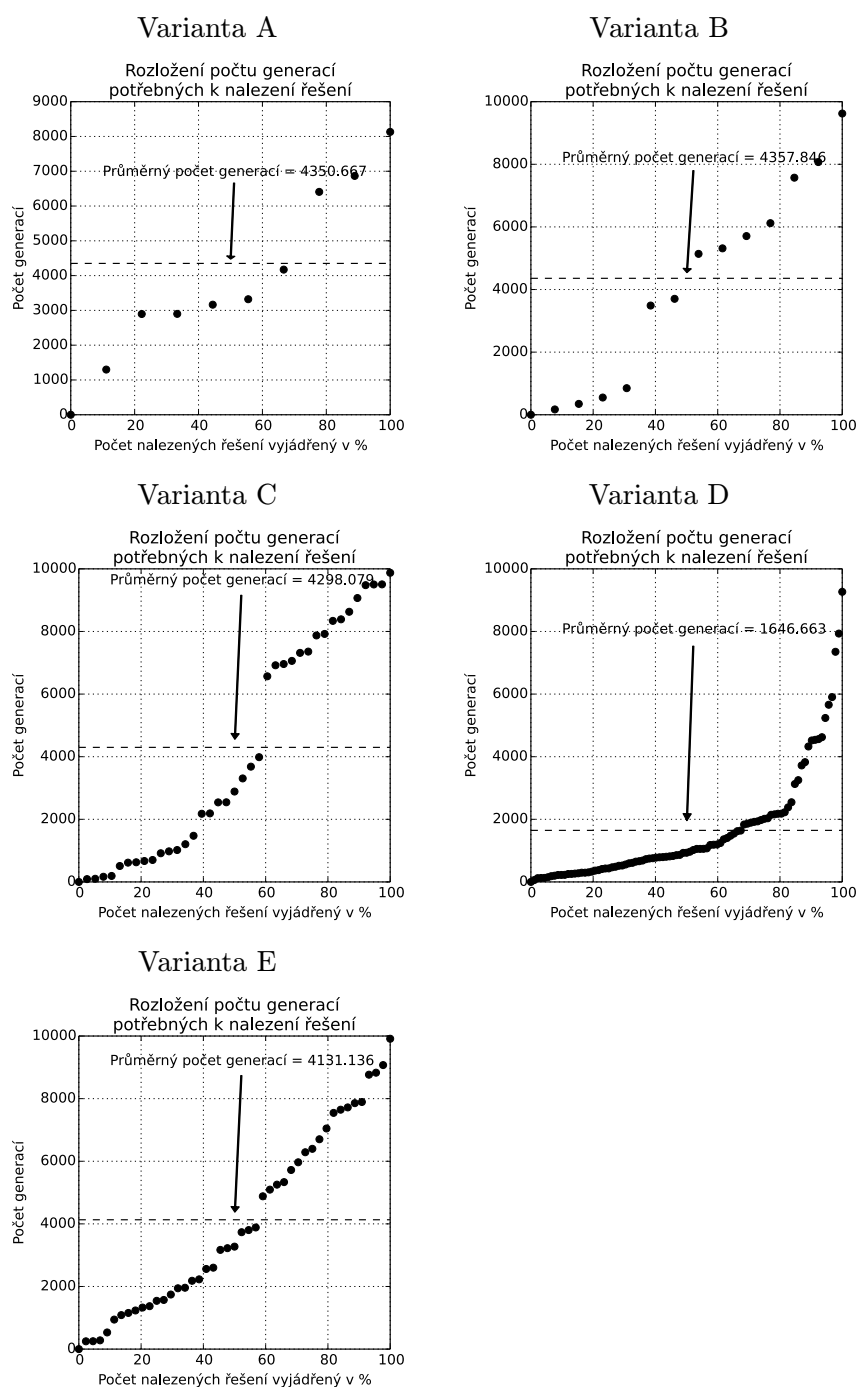 Varianta A
Rozložení počtu generací
potřebných k nalezení řešení
9000
8000
7000
6000
5000
4000
3000
2000
1000
0
Průměrný počet generací = 4350.667
Počet generací
0 20 40 60 80 100
Počet nalezených řešení vyjádřený v %
Varianta B
Rozložení počtu generací
potřebných k nalezení řešení
10000
8000
6000
4000
2000
0
Průměrný počet generací = 4357.846
Počet generací
0 20 40 60 80 100
Počet nalezených řešení vyjádřený v %
Varianta C
Rozložení počtu generací
potřebných k nalezení řešení
10000
8000
6000
4000
2000
0
Průměrný počet generací = 4298.079
Počet generací
0 20 40 60 80 100
Počet nalezených řešení vyjádřený v %
Varianta D
Rozložení počtu generací
potřebných k nalezení řešení
10000
8000
6000
4000
2000
0
Průměrný počet generací = 1646.663
Počet generací
0 20 40 60 80 100
Počet nalezených řešení vyjádřený v %
Varianta E
Rozložení počtu generací
potřebných k nalezení řešení
10000
8000
6000
4000
2000
0
Průměrný počet generací = 4131.136
Počet generací
0 20 40 60 80 100
Počet nalezených řešení vyjádřený v %